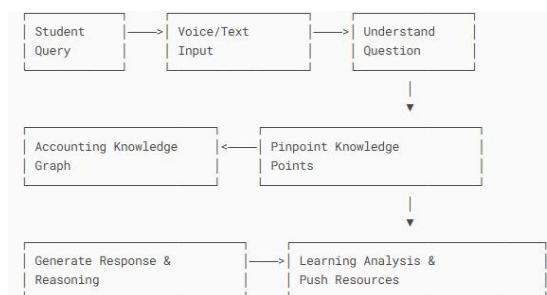 Student
Query
Voice/Text
Input
Understand
Question
Accounting Knowledge
Graph
Pinpoint Knowledge
Points
Generate Response &
Reasoning
Learning Analysis &
Push Resources